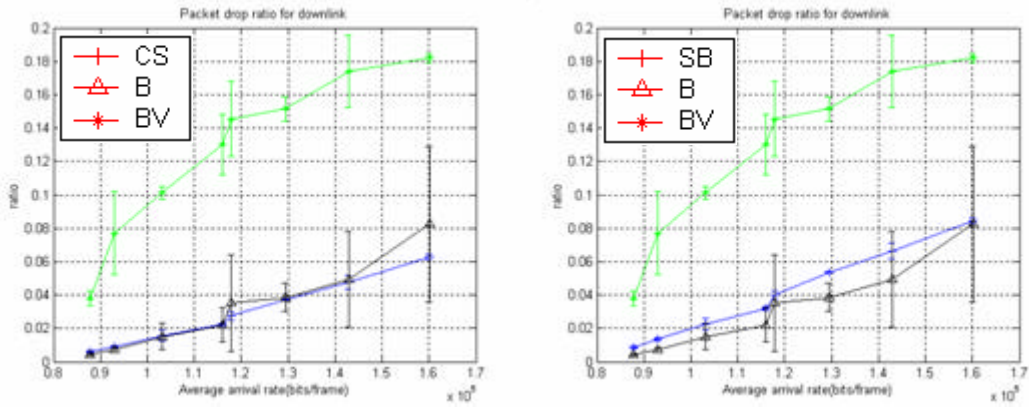 Packet drop ratio for downlink
0.2
0.18
0.16
0.14
0.12
0.1
0.08
0.06
0.04
0.02
0
ratio
CS
B
BV
0.8 0.9 1 1.1 1.2 1.3 1.4 1.5 1.6 1.7
Average arrival rate(bits/frame)
x 10⁵
Packet drop ratio for downlink
0.2
0.18
0.16
0.14
0.12
0.1
0.08
0.06
0.04
0.02
0
ratio
SB
B
BV
0.8 0.9 1 1.1 1.2 1.3 1.4 1.5 1.6 1.7
Average arrival rate(bits/frame)
x 10⁵